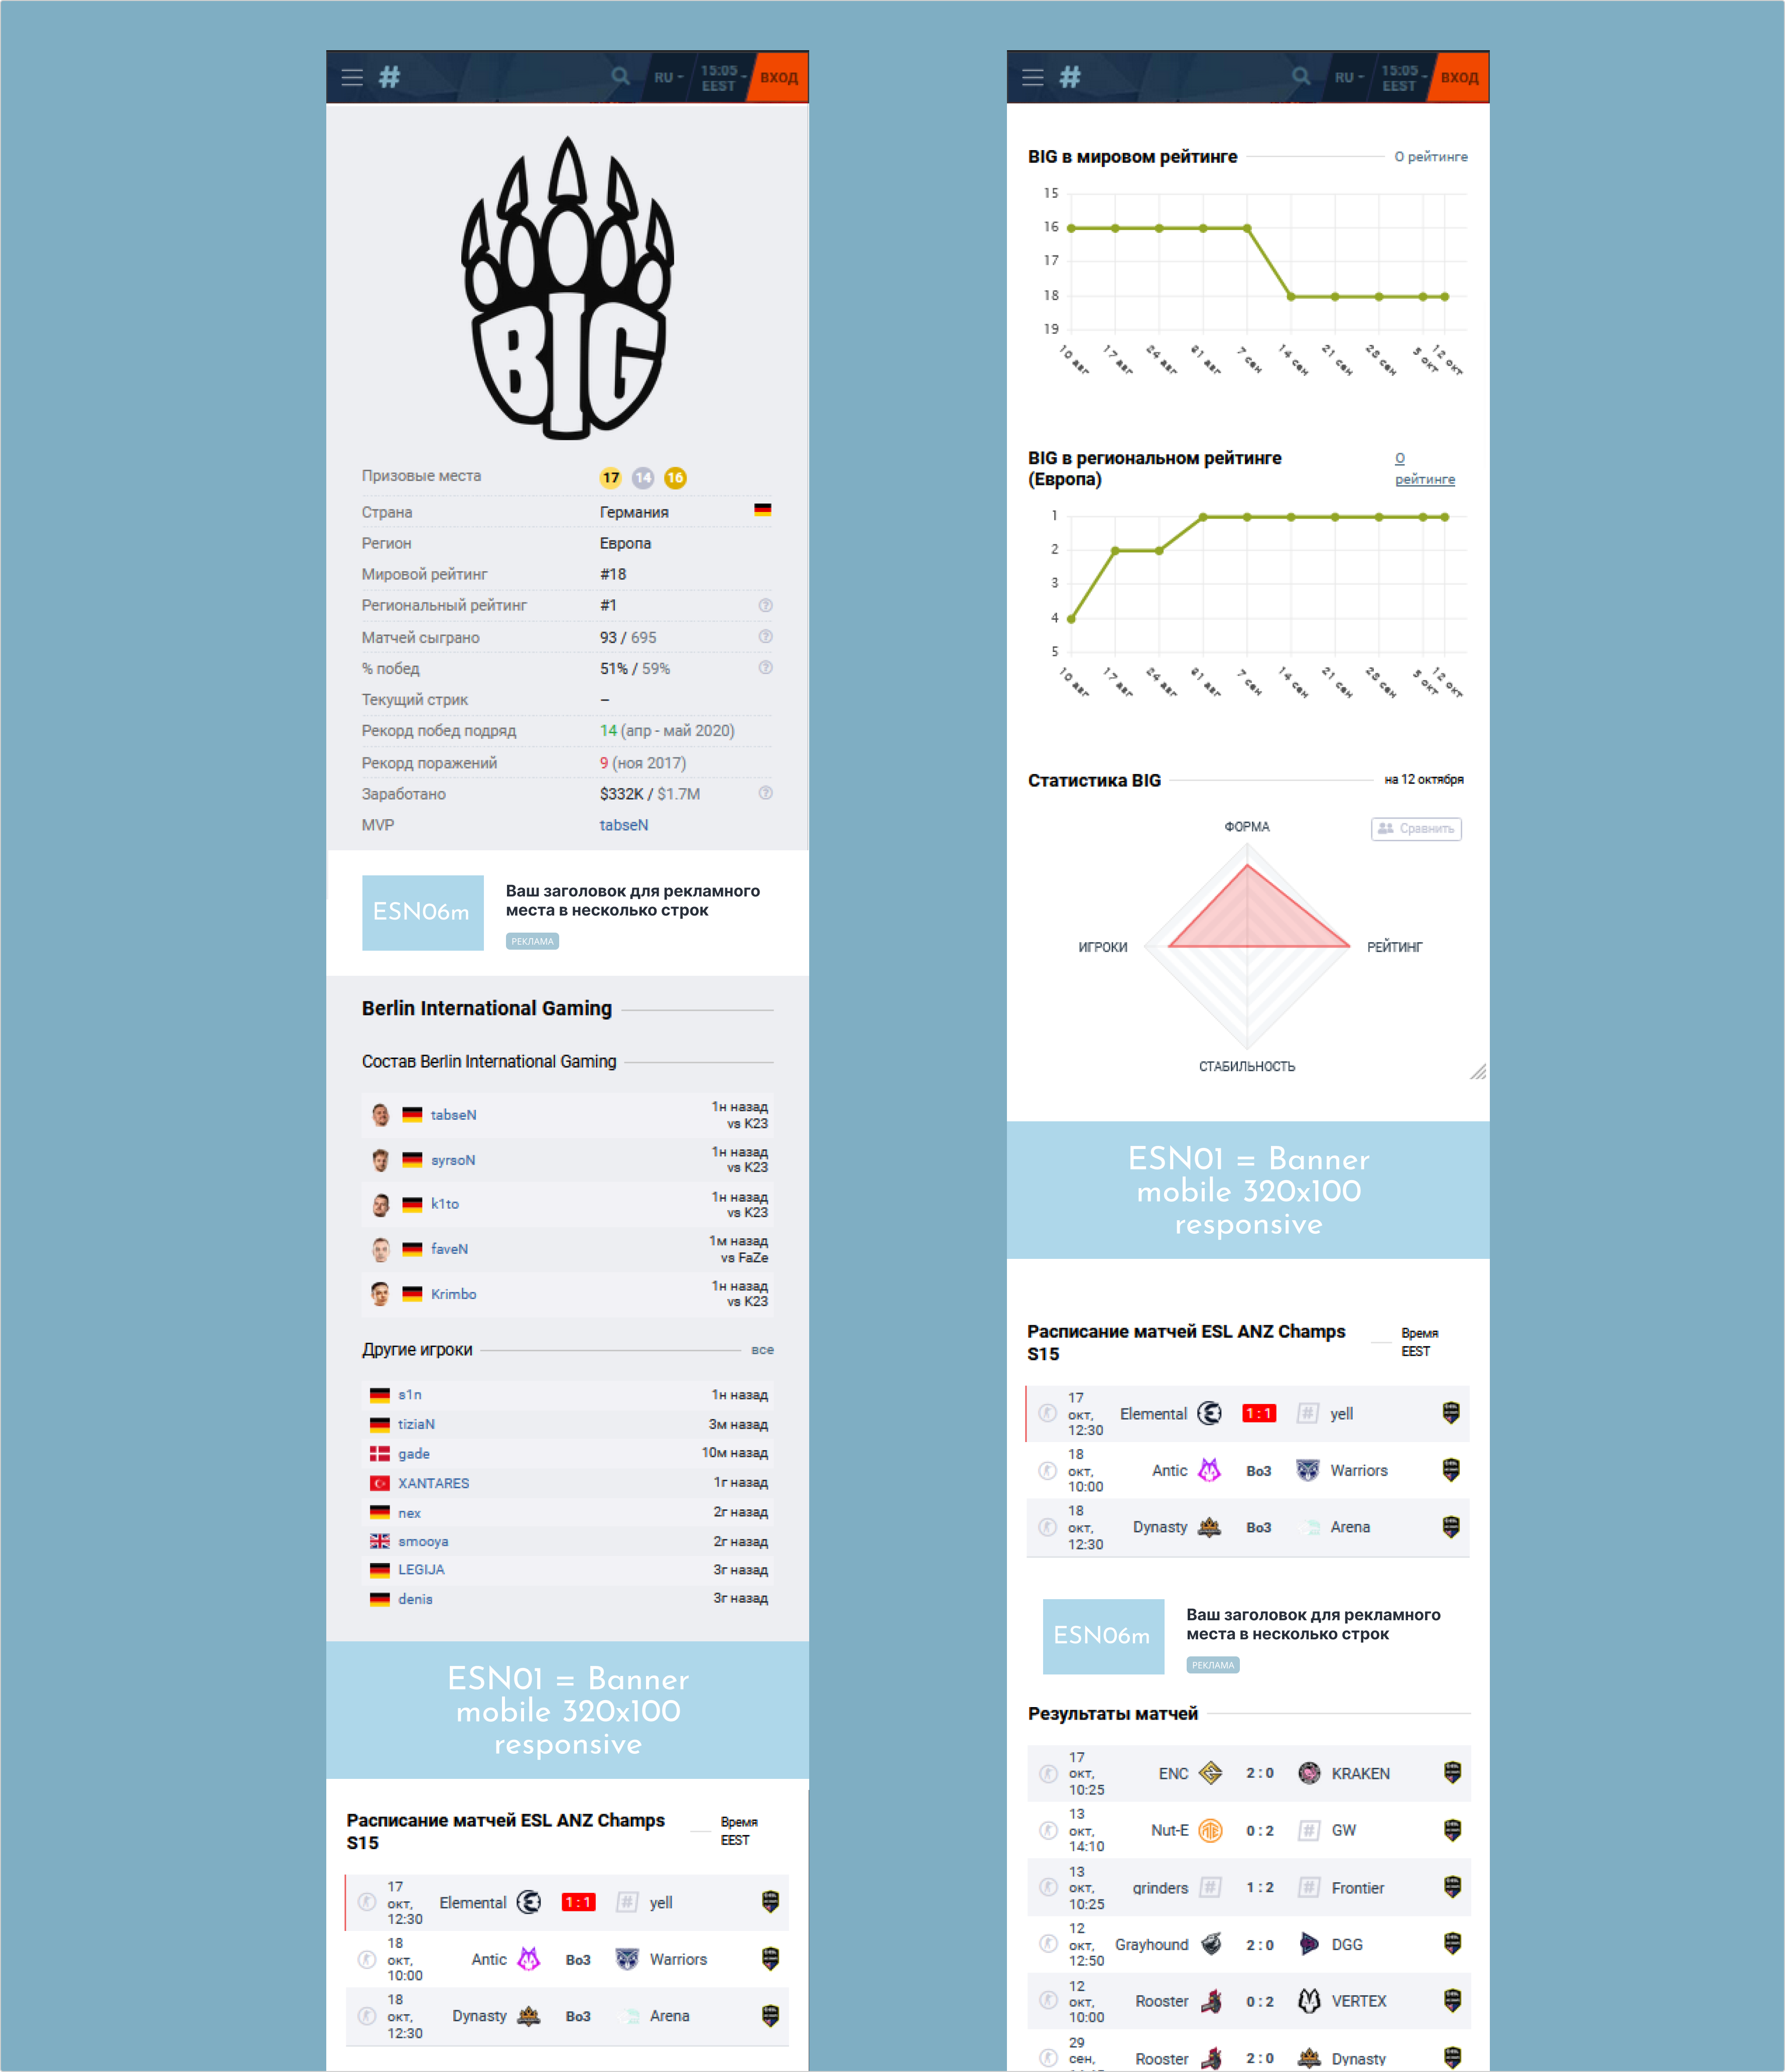 #
RU
15:05
EEST
ВХОД
BIG
Призовые места 17 14 16
Страна Германия
Регион Европа
Мировой рейтинг #18
Региональный рейтинг #1 ?
Матчей сыграно 93 / 695 ?
% побед 51% / 59% ?
Текущий стрик –
Рекорд побед подряд 14 (апр - май 2020)
Рекорд поражений 9 (ноя 2017)
Заработано $332K / $1.7M ?
MVP tabseN
ESN06m
Ваш заголовок для рекламного
места в несколько строк
РЕКЛАМА
Berlin International Gaming
Состав Berlin International Gaming
tabseN 1н назад
vs K23
syrsoN 1н назад
vs K23
k1to 1н назад
vs K23
faveN 1м назад
vs FaZe
Krimbo 1н назад
vs K23
Другие игроки все
s1n 1н назад
tiziaN 3м назад
gade 10м назад
XANTARES 1г назад
nex 2г назад
smooya 2г назад
LEGIJA 3г назад
denis 3г назад
ESN01 = Banner
mobile 320x100
responsive
Расписание матчей ESL ANZ Champs
S15
Время
EEST
17
окт,
12:30
Elemental 1 : 1 # yell
18
окт,
10:00
Antic Bo3 Warriors
18
окт,
12:30
Dynasty Bo3 Arena
#
RU
15:05
EEST
ВХОД
BIG в мировом рейтинге О рейтинге
15
16
17
18
19
10 авг 17 авг 24 авг 31 авг 7 сен 14 сен 21 сен 28 сен 5 окт 12 окт
BIG в региональном рейтинге
(Европа)
О
рейтинге
1
2
3
4
5
10 авг 17 авг 24 авг 31 авг 7 сен 14 сен 21 сен 28 сен 5 окт 12 окт
Статистика BIG на 12 октября
Сравнить
ФОРМА
ИГРОКИ
РЕЙТИНГ
СТАБИЛЬНОСТЬ
ESN01 = Banner
mobile 320x100
responsive
Расписание матчей ESL ANZ Champs
S15
Время
EEST
17
окт,
12:30
Elemental 1 : 1 # yell
18
окт,
10:00
Antic Bo3 Warriors
18
окт,
12:30
Dynasty Bo3 Arena
ESN06m
Ваш заголовок для рекламного
места в несколько строк
РЕКЛАМА
Результаты матчей
17
окт,
10:25
ENC 2 : 0 KRAKEN
13
окт,
14:10
Nut-E 0 : 2 # GW
13
окт,
10:25
grinders # 1 : 2 # Frontier
12
окт,
12:50
Grayhound 2 : 0 DGG
12
окт,
10:00
Rooster 0 : 2 VERTEX
29
сен,
Rooster 2 : 0 Dynasty